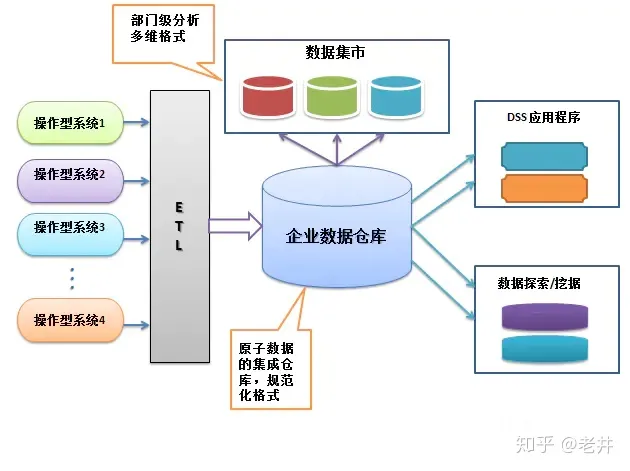 部门级分析
多维格式
数据集市
操作型系统1
操作型系统2
操作型系统3
操作型系统4
E
T
L
企业数据仓库
DSS 应用程序
数据探索/挖掘
原子数据
的集成仓
库，规范
化格式
知乎 @老井